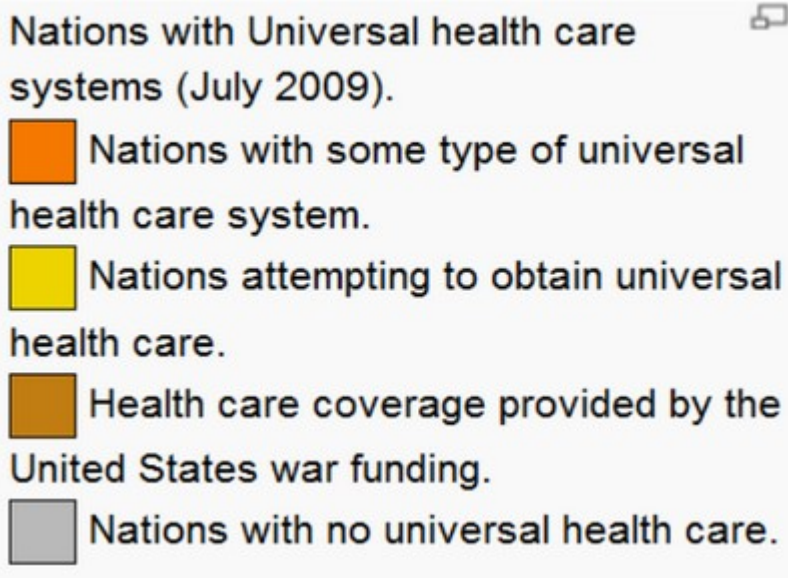 Nations with Universal health care
systems (July 2009).
Nations with some type of universal
health care system.
Nations attempting to obtain universal
health care.
Health care coverage provided by the
United States war funding.
Nations with no universal health care.